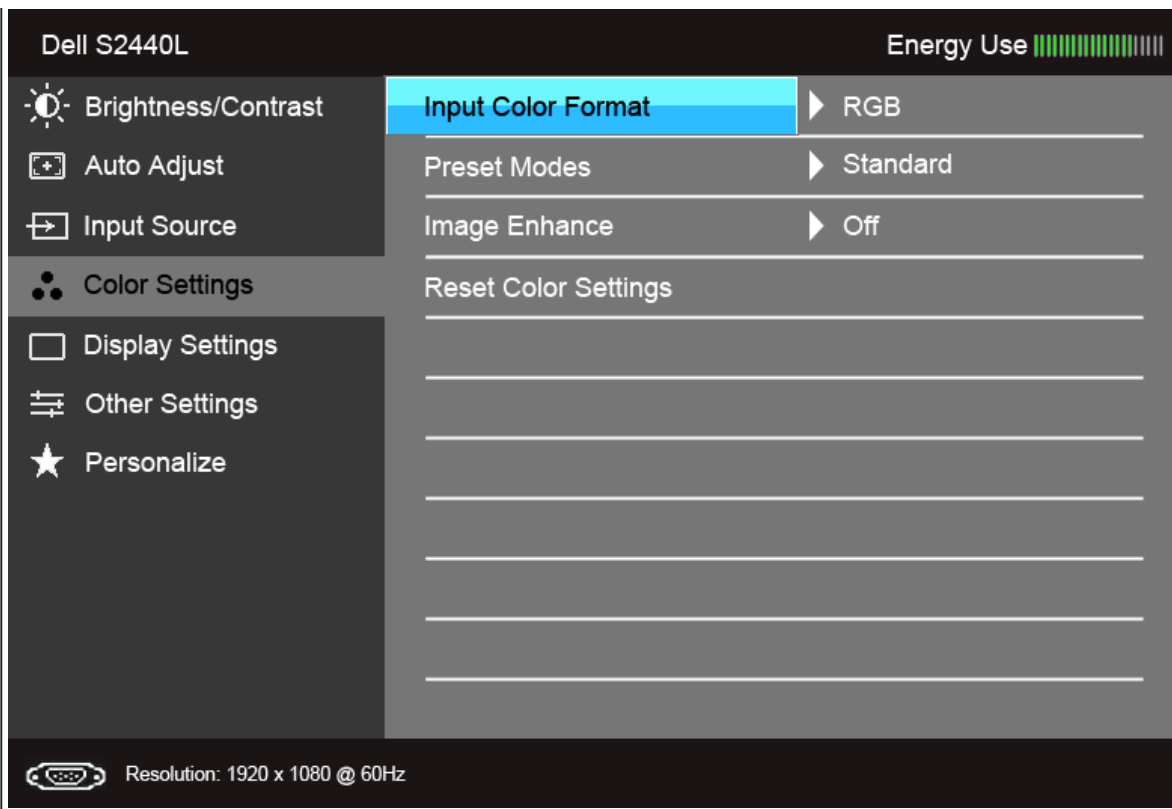 Dell S2440L Energy Use
Brightness/Contrast Input Color Format RGB
Auto Adjust Preset Modes Standard
Input Source Image Enhance Off
Color Settings Reset Color Settings
Display Settings
Other Settings
Personalize
Resolution: 1920 x 1080 @ 60Hz